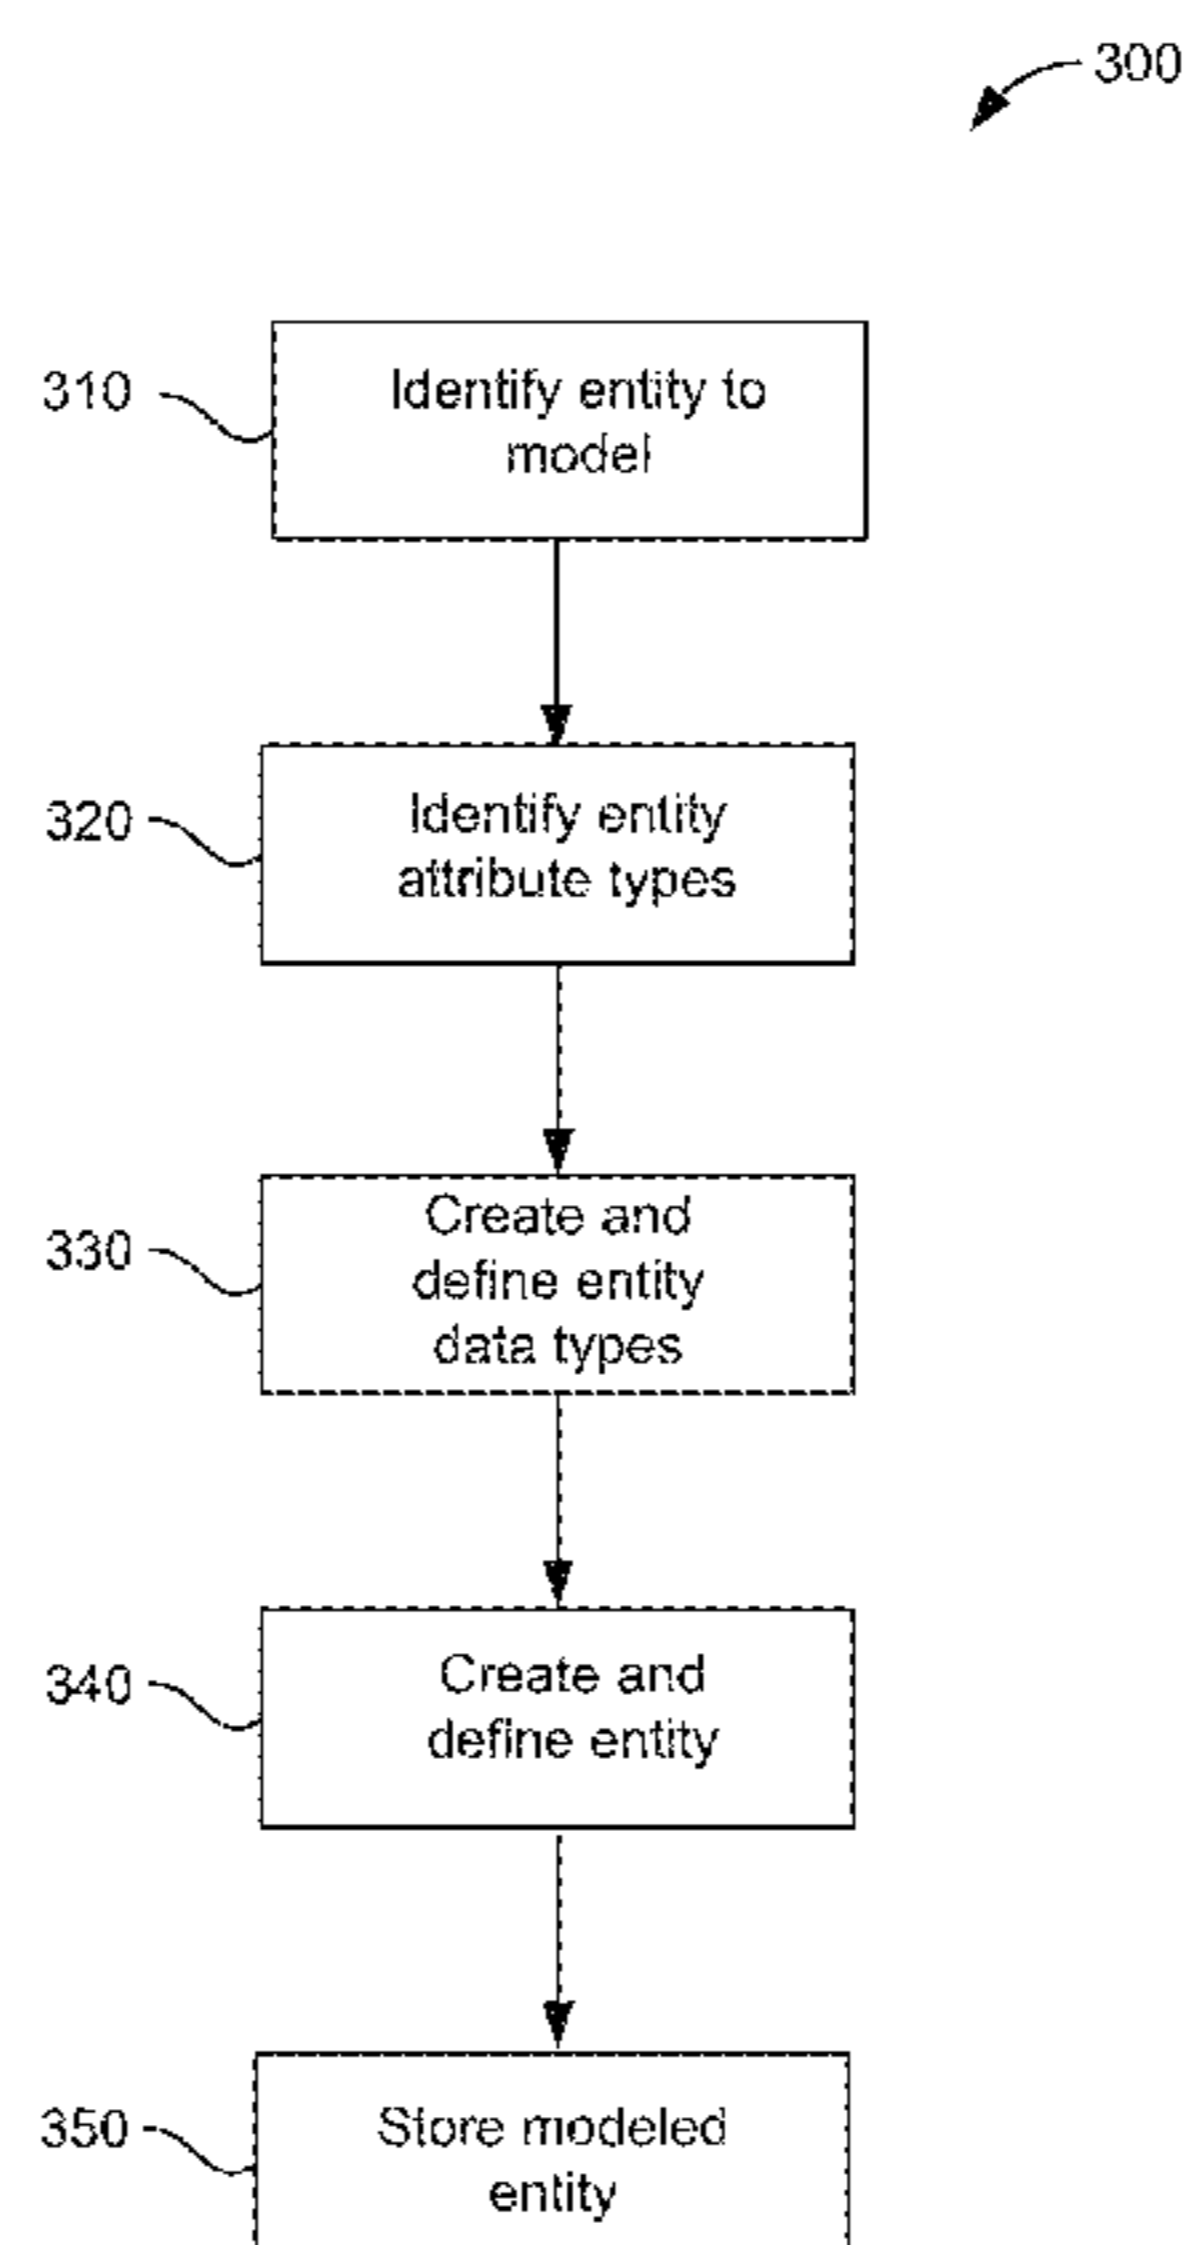 300
310
Identify entity to
model
320
Identify entity
attribute types
330
Create and
define entity
data types
340
Create and
define entity
350
Store modeled
entity